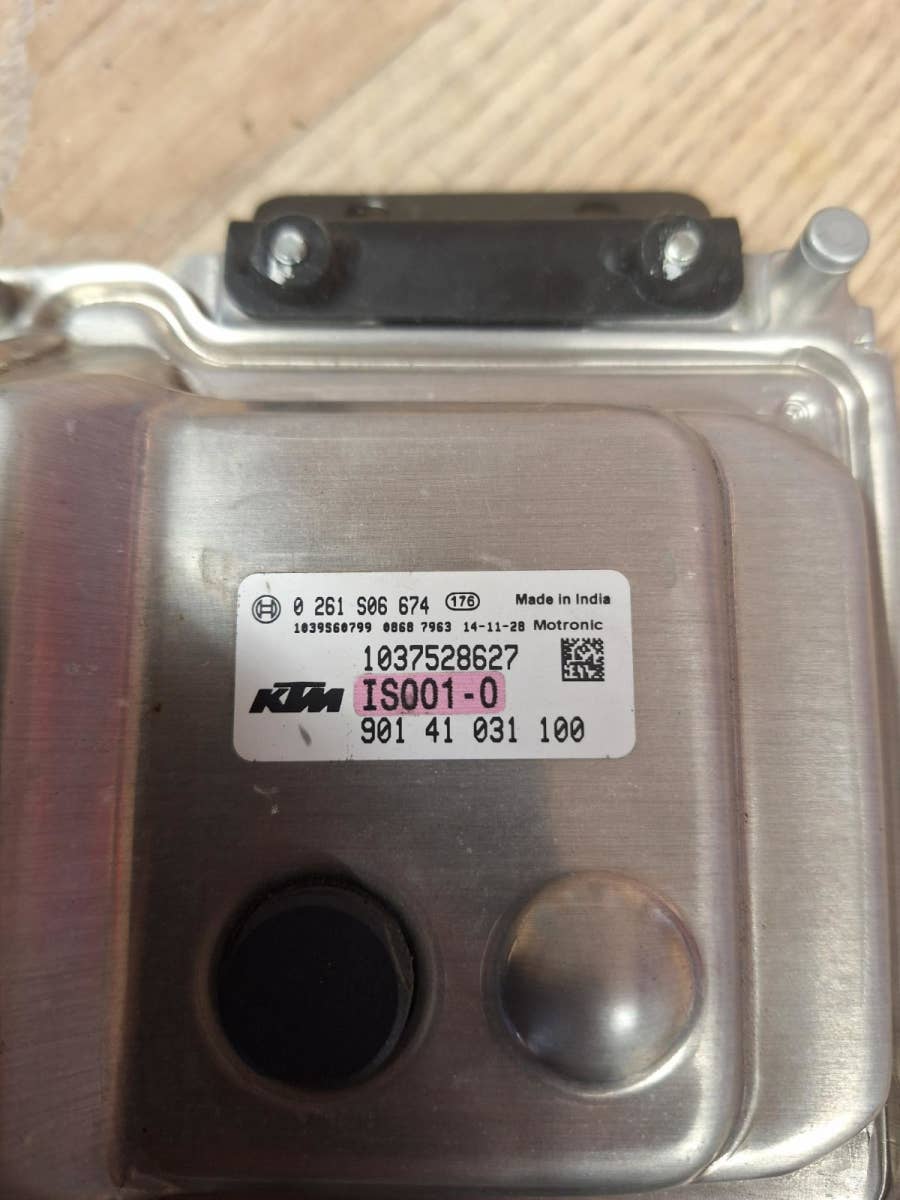 0 261 S06 674 176 Made in India
1039S60799 0868 7963 14-11-28 Motronic
1037528627
KTM IS001-0
901 41 031 100